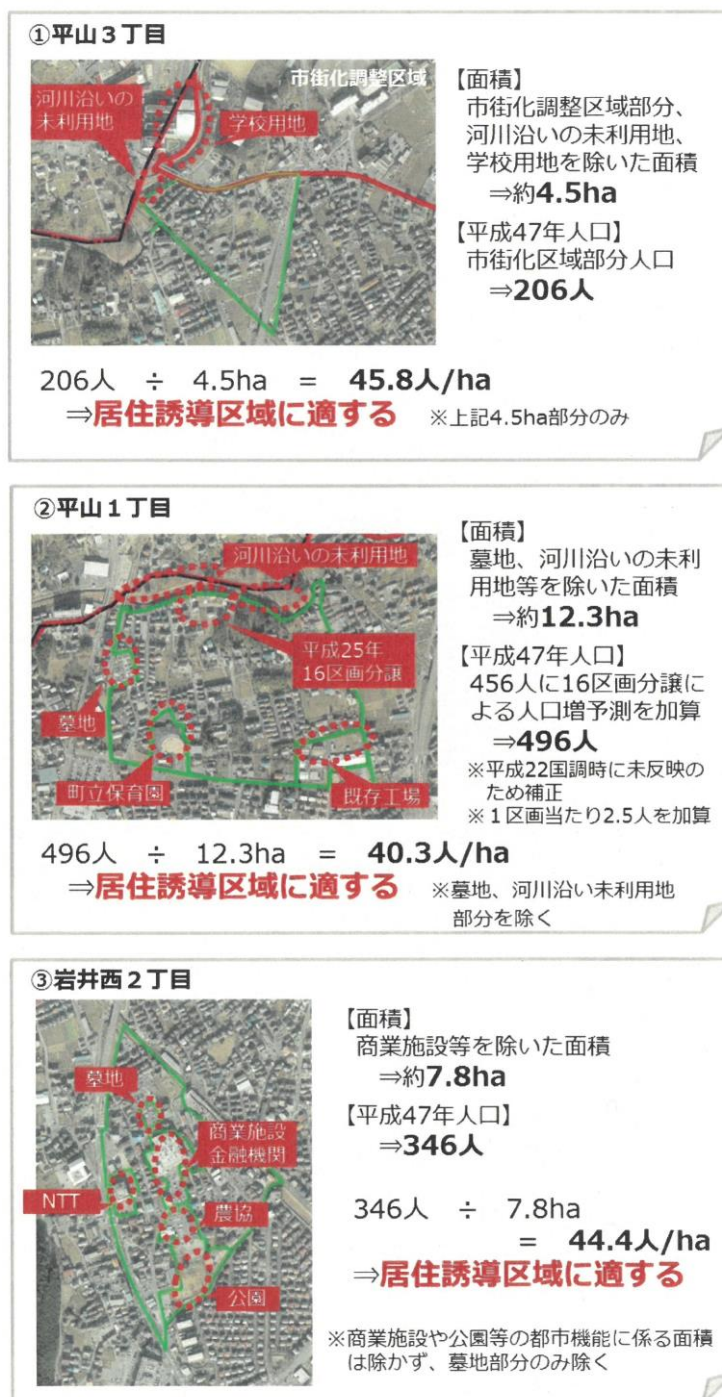 ①平山３丁目
市街化調整区域
河川沿いの
未利用地
学校用地
【面積】
市街化調整区域部分、
河川沿いの未利用地、
学校用地を除いた面積
⇒約4.5ha
【平成47年人口】
市街化区域部分人口
⇒206人
206人 ÷ 4.5ha = 45.8人/ha
⇒居住誘導区域に適する ※上記4.5ha部分のみ
②平山１丁目
河川沿いの未利用地
平成25年
16区画分譲
墓地
町立保育園
既存工場
【面積】
墓地、河川沿いの未利
用地等を除いた面積
⇒約12.3ha
【平成47年人口】
456人に16区画分譲に
よる人口増予測を加算
⇒496人
※平成22国調時に未反映の
ため補正
※１区画当たり2.5人を加算
496人 ÷ 12.3ha = 40.3人/ha
⇒居住誘導区域に適する ※墓地、河川沿い未利用地
部分を除く
③岩井西２丁目
墓地
商業施設
金融機関
NTT
農協
公園
【面積】
商業施設等を除いた面積
⇒約7.8ha
【平成47年人口】
⇒346人
346人 ÷ 7.8ha
= 44.4人/ha
⇒居住誘導区域に適する
※商業施設や公園等の都市機能に係る面積
は除かず、墓地部分のみ除く